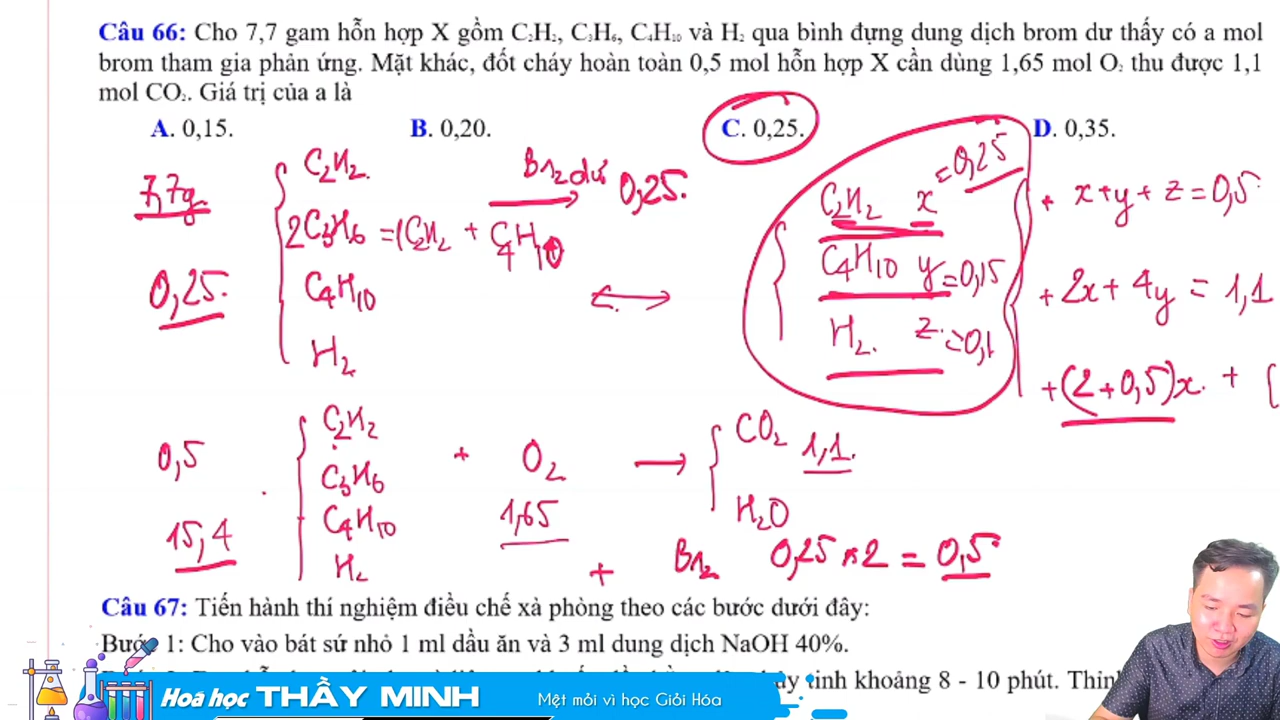 Câu 66: Cho 7,7 gam hỗn hợp X gồm C₂H₂, C₃H₆, C₄H₁₀ và H₂ qua bình đựng dung dịch brom dư thấy có a mol
brom tham gia phản ứng. Mặt khác, đốt cháy hoàn toàn 0,5 mol hỗn hợp X cần dùng 1,65 mol O₂ thu được 1,1
mol CO₂. Giá trị của a là
A. 0,15. B. 0,20. C. 0,25. D. 0,35.
7,7g
0,25.
C₂H₂.
2C₃H₆ = 1C₂H₂ + C₄H₁₀
C₄H₁₀
H₂
Br₂ dư 0,25.
C₂H₂ x = 0,25
C₄H₁₀ y = 0,15
H₂. z. = 0,1
+ x + y + z = 0,5
+ 2x + 4y = 1,1
+ (2 + 0,5)x. + (
0,5
15,4
C₂H₂
C₃H₆
C₄H₁₀
H₂
+ O₂
1,65
→
CO₂ 1,1.
H₂O
+ Br₂ 0,25 × 2 = 0,5
Câu 67: Tiến hành thí nghiệm điều chế xà phòng theo các bước dưới đây:
Bước 1: Cho vào bát sứ nhỏ 1 ml dầu ăn và 3 ml dung dịch NaOH 40%.
tinh khoảng 8 - 10 phút.
Hoá học THẦY MINH
Mệt mỏi vì học Giỏi Hóa